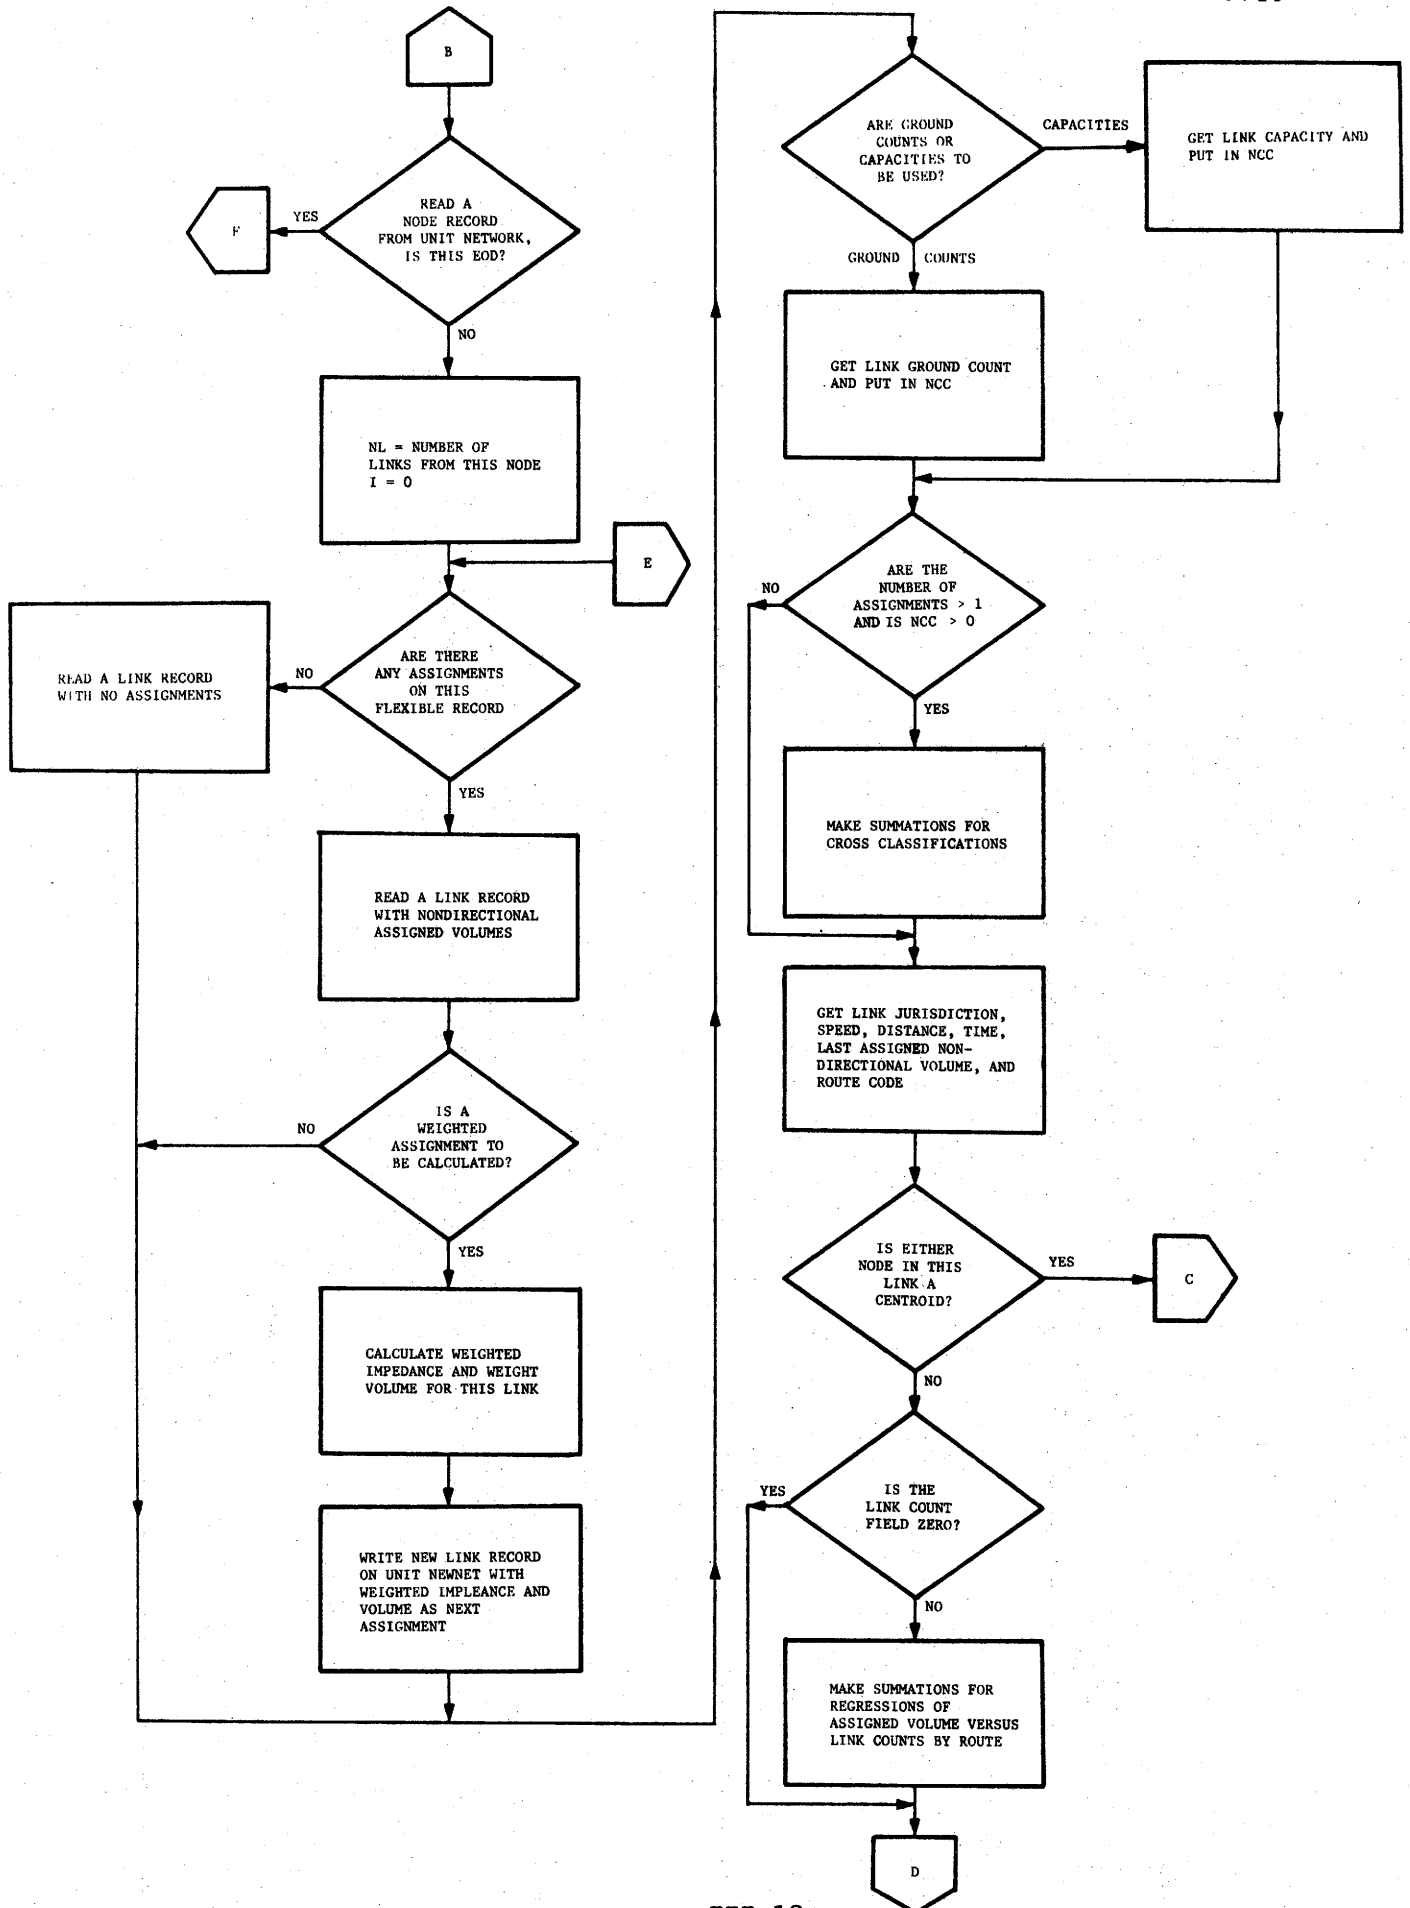 B
READ A
NODE RECORD
FROM UNIT NETWORK,
IS THIS EOD?
YES
F
NO
NL = NUMBER OF
LINKS FROM THIS NODE
I = 0
E
ARE THERE
ANY ASSIGNMENTS
ON THIS
FLEXIBLE RECORD
NO
READ A LINK RECORD
WITH NO ASSIGNMENTS
YES
READ A LINK RECORD
WITH NONDIRECTIONAL
ASSIGNED VOLUMES
IS A
WEIGHTED
ASSIGNMENT TO
BE CALCULATED?
NO
YES
CALCULATE WEIGHTED
IMPEDANCE AND WEIGHT
VOLUME FOR THIS LINK
WRITE NEW LINK RECORD
ON UNIT NEWNET WITH
WEIGHTED IMPLEANCE AND
VOLUME AS NEXT
ASSIGNMENT
ARE GROUND
COUNTS OR
CAPACITIES TO
BE USED?
CAPACITIES
GET LINK CAPACITY AND
PUT IN NCC
GROUND COUNTS
GET LINK GROUND COUNT
AND PUT IN NCC
ARE THE
NUMBER OF
ASSIGNMENTS > 1
AND IS NCC > 0
NO
YES
MAKE SUMMATIONS FOR
CROSS CLASSIFICATIONS
GET LINK JURISDICTION,
SPEED, DISTANCE, TIME,
LAST ASSIGNED NON-
DIRECTIONAL VOLUME, AND
ROUTE CODE
IS EITHER
NODE IN THIS
LINK A
CENTROID?
YES
C
NO
IS THE
LINK COUNT
FIELD ZERO?
YES
NO
MAKE SUMMATIONS FOR
REGRESSIONS OF
ASSIGNED VOLUME VERSUS
LINK COUNTS BY ROUTE
D